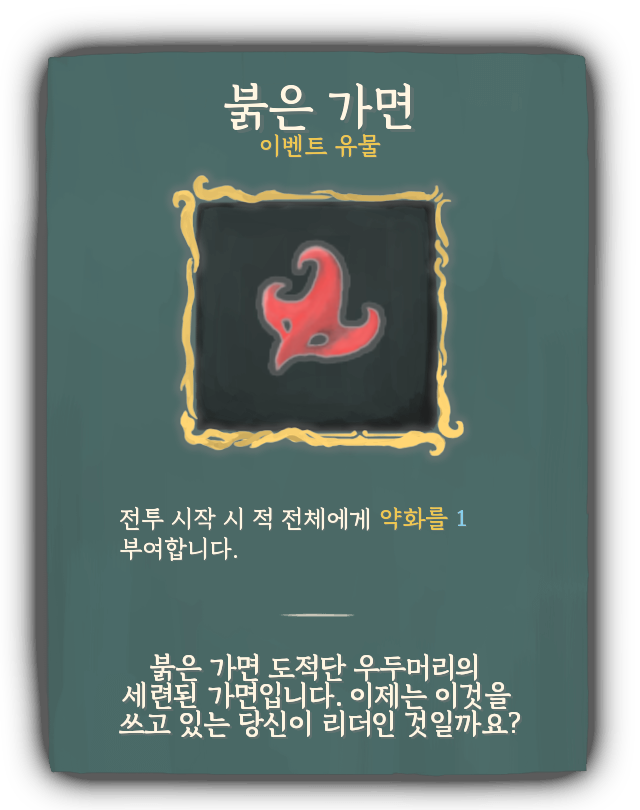 붉은 가면
이벤트 유물
전투 시작 시 적 전체에게 약화를 1
부여합니다.
붉은 가면 도적단 우두머리의
세련된 가면입니다. 이제는 이것을
쓰고 있는 당신이 리더인 것일까요?